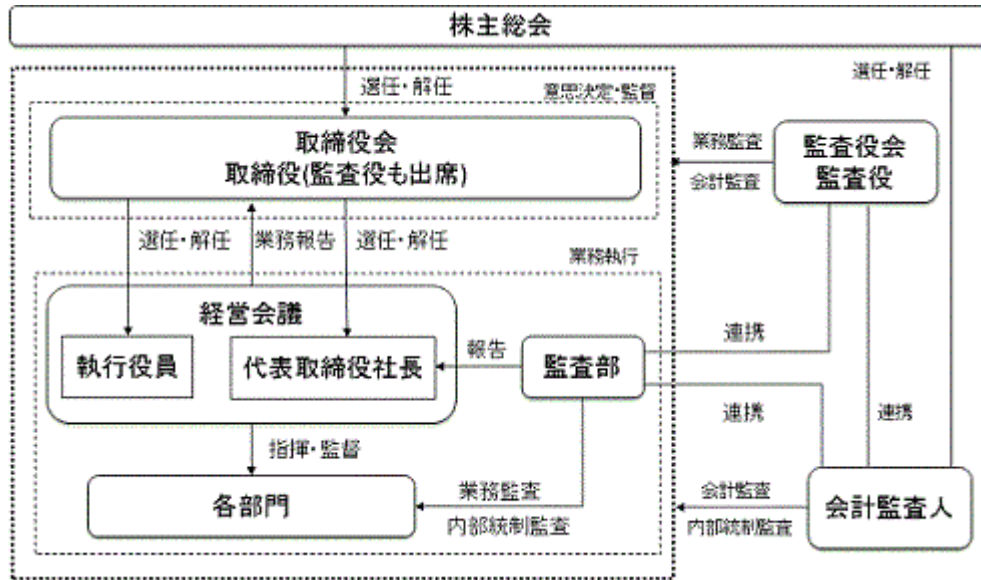 株主総会
選任・解任
選任・解任
意思決定・監督
取締役会
取締役(監査役も出席)
業務監査
会計監査
監査役会
監査役
選任・解任
業務報告
選任・解任
業務執行
経営会議
執行役員
代表取締役社長
報告
監査部
連携
連携
連携
指揮・監督
各部門
業務監査
内部統制監査
会計監査
内部統制監査
会計監査人